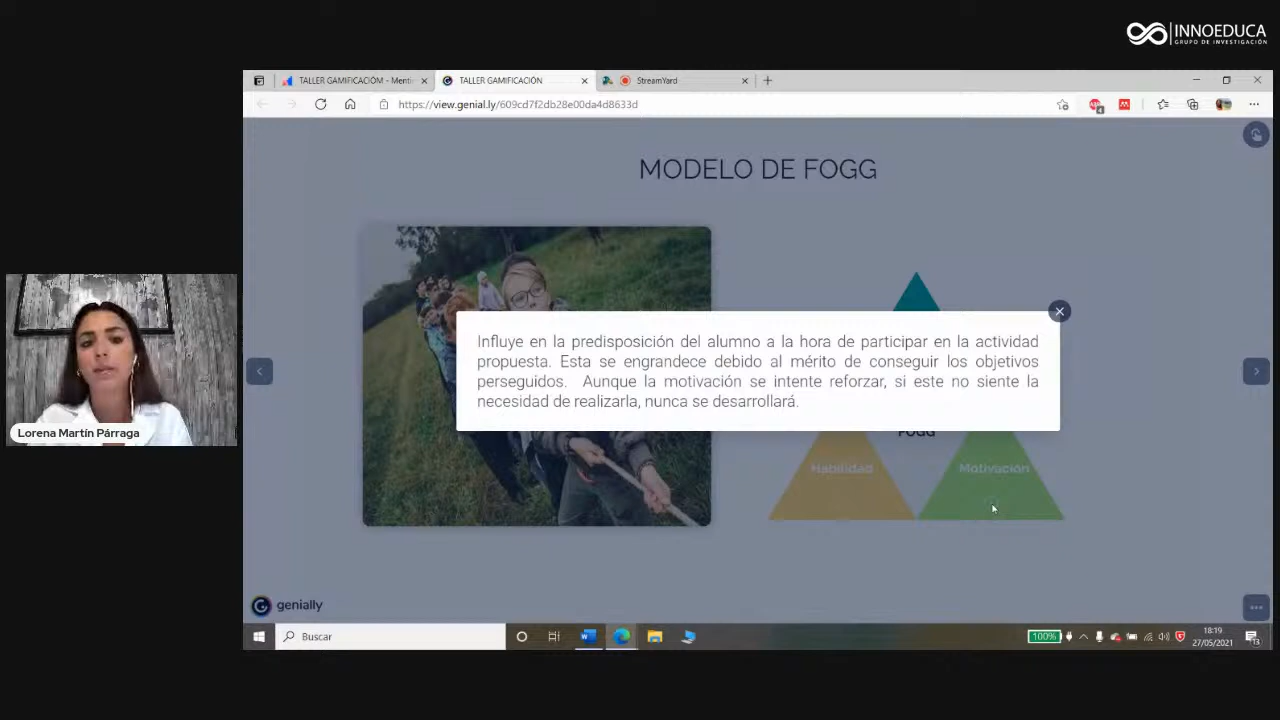 INNOEDUCA
GRUPO DE INVESTIGACIÓN
TALLER GAMIFICACIÓM - Menti
TALLER GAMIFICACIÓN
StreamYard
https://view.genial.ly/609cd7f2db28e00da4d8633d
MODELO DE FOGG
Influye en la predisposición del alumno a la hora de participar en la actividad
propuesta. Esta se engrandece debido al mérito de conseguir los objetivos
perseguidos. Aunque la motivación se intente reforzar, si este no siente la
necesidad de realizarla, nunca se desarrollará.
FOGG
Habilidad
Motivación
Lorena Martín Párraga
genially
Buscar
100%
18:19
27/05/2021